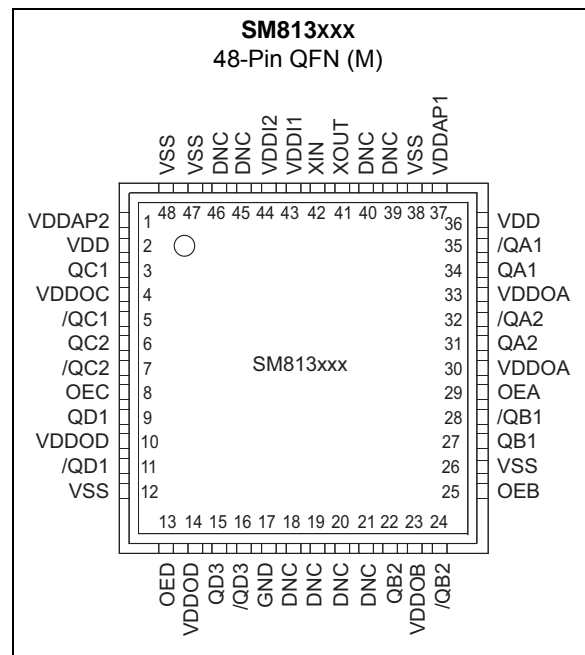 SM813xxx
48-Pin QFN (M)
VSS VSS DNC DNC VDDI2 VDDI1 XIN XOUT DNC DNC VSS VDDAP1
48 47 46 45 44 43 42 41 40 39 38 37
VDDAP2 1 36 VDD
VDD 2 35 /QA1
QC1 3 34 QA1
VDDOC 4 33 VDDOA
/QC1 5 32 /QA2
QC2 6 31 QA2
/QC2 7 30 VDDOA
SM813xxx
OEC 8 29 OEA
QD1 9 28 /QB1
VDDOD 10 27 QB1
/QD1 11 26 VSS
VSS 12 25 OEB
13 14 15 16 17 18 19 20 21 22 23 24
OED VDDOD QD3 /QD3 GND DNC DNC DNC DNC QB2 VDDOB /QB2